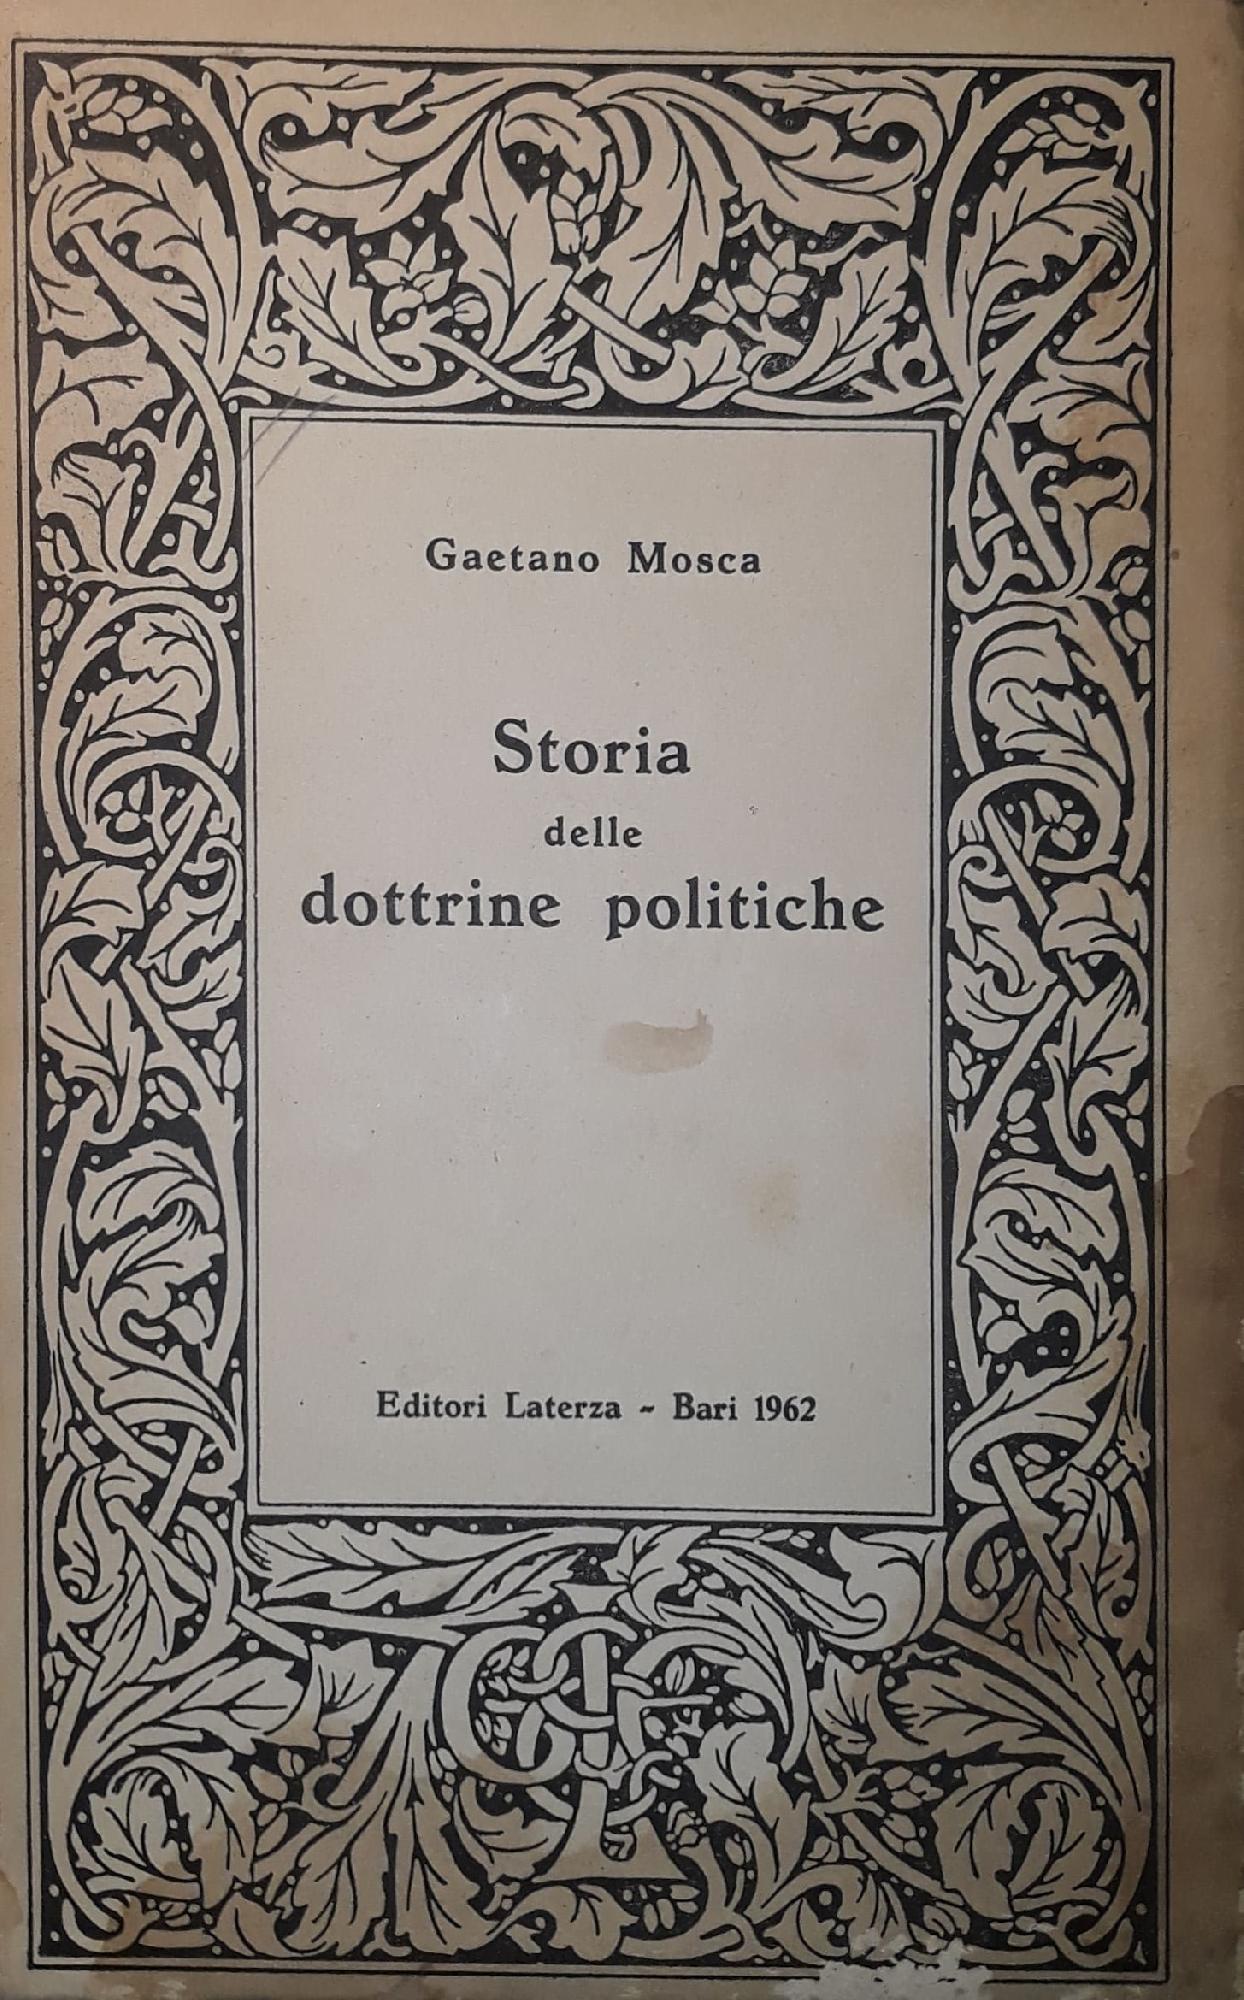 Gaetano Mosca
Storia
delle
dottrine politiche
Editori Laterza ~ Bari 1962